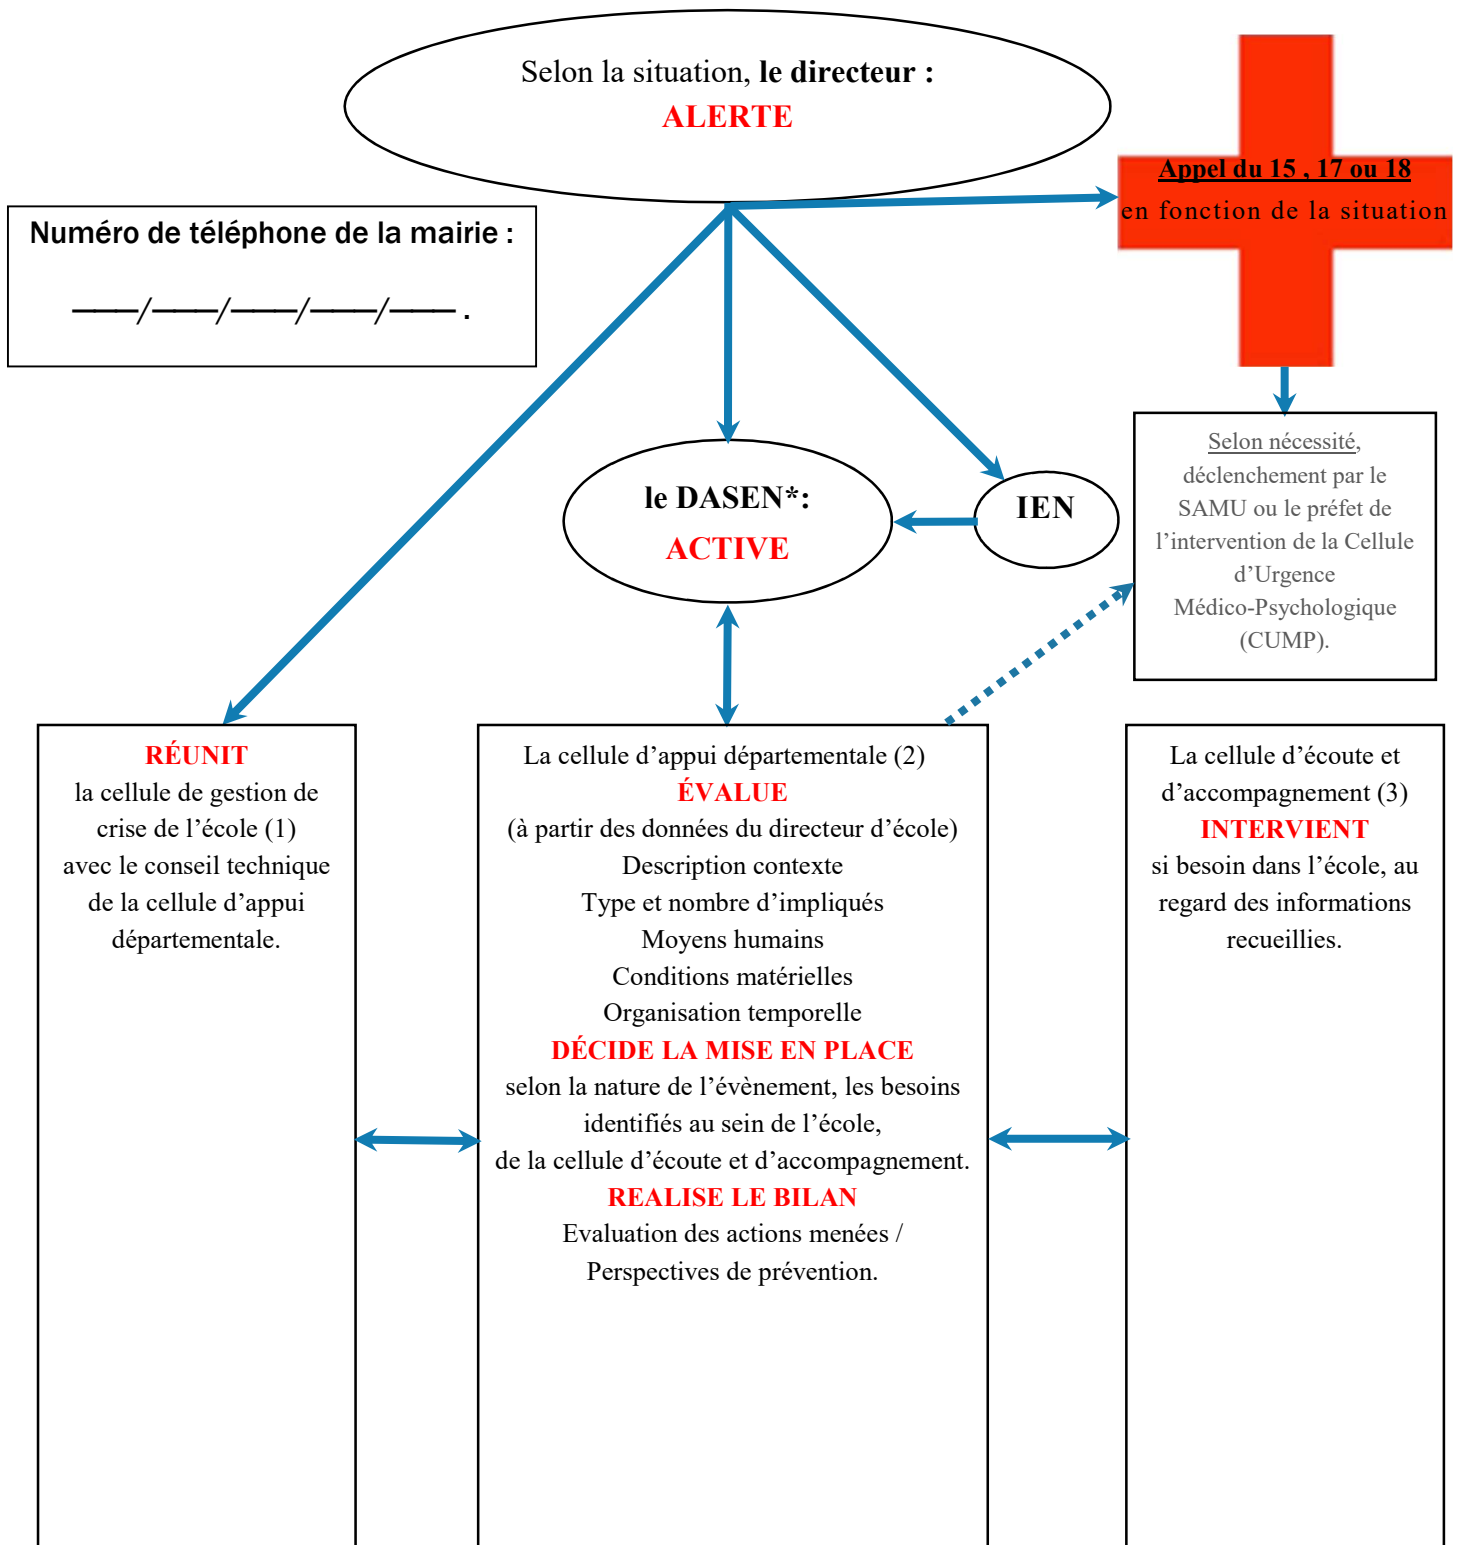 Selon la situation, le directeur :
ALERTE
Appel du 15 , 17 ou 18
en fonction de la situation
Numéro de téléphone de la mairie :
___/___/___/___/___ .
Selon nécessité,
déclenchement par le
SAMU ou le préfet de
l’intervention de la Cellule
d’Urgence
Médico-Psychologique
(CUMP).
le DASEN*:
ACTIVE
IEN
RÉUNIT
la cellule de gestion de
crise de l’école (1)
avec le conseil technique
de la cellule d’appui
départementale.
La cellule d’appui départementale (2)
ÉVALUE
(à partir des données du directeur d’école)
Description contexte
Type et nombre d’impliqués
Moyens humains
Conditions matérielles
Organisation temporelle
DÉCIDE LA MISE EN PLACE
selon la nature de l’évènement, les besoins
identifiés au sein de l’école,
de la cellule d’écoute et d’accompagnement.
REALISE LE BILAN
Evaluation des actions menées /
Perspectives de prévention.
La cellule d’écoute et
d’accompagnement (3)
INTERVIENT
si besoin dans l’école, au
regard des informations
recueillies.